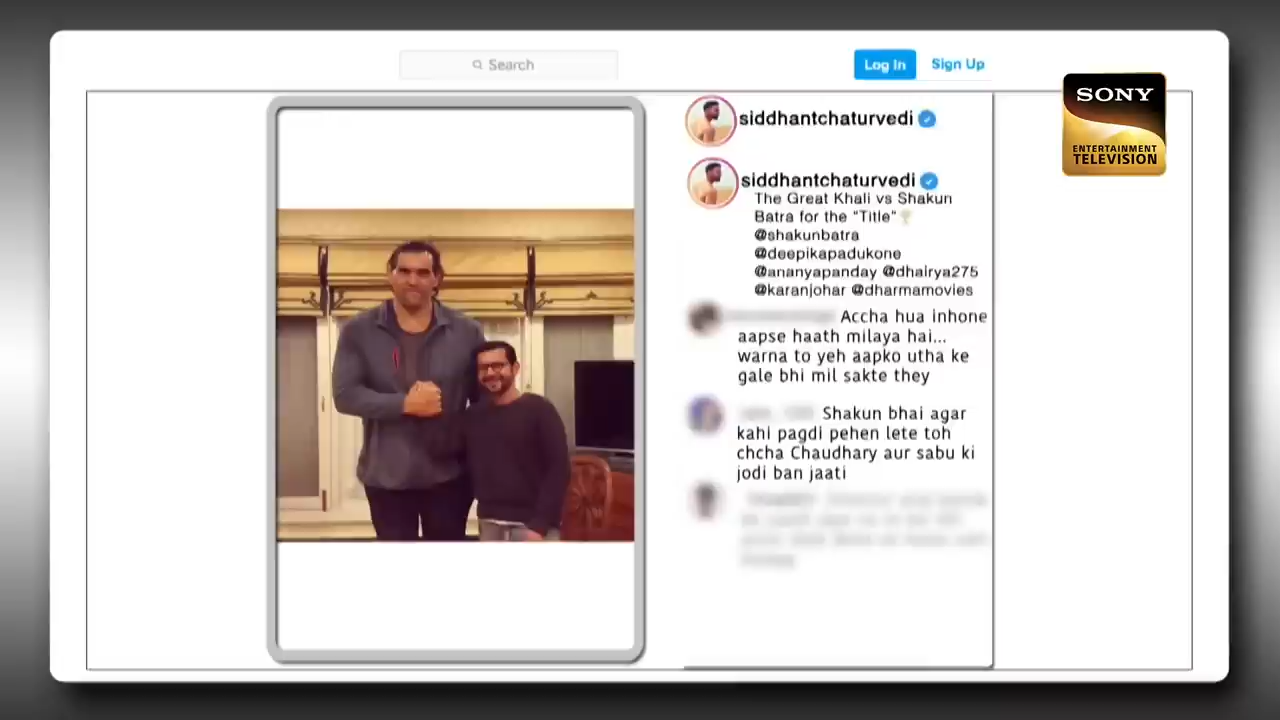 Search
Log In
Sign Up
SONY
ENTERTAINMENT
TELEVISION
siddhantchaturvedi
siddhantchaturvedi
The Great Khali vs Shakun
Batra for the "Title"🏆
@shakunbatra
@deepikapadukone
@ananyapanday @dhairya275
@karanjohar @dharmamovies
Accha hua inhone
aapse haath milaya hai...
warna to yeh aapko utha ke
gale bhi mil sakte they
Shakun bhai agar
kahi pagdi pehen lete toh
chcha Chaudhary aur sabu ki
jodi ban jaati